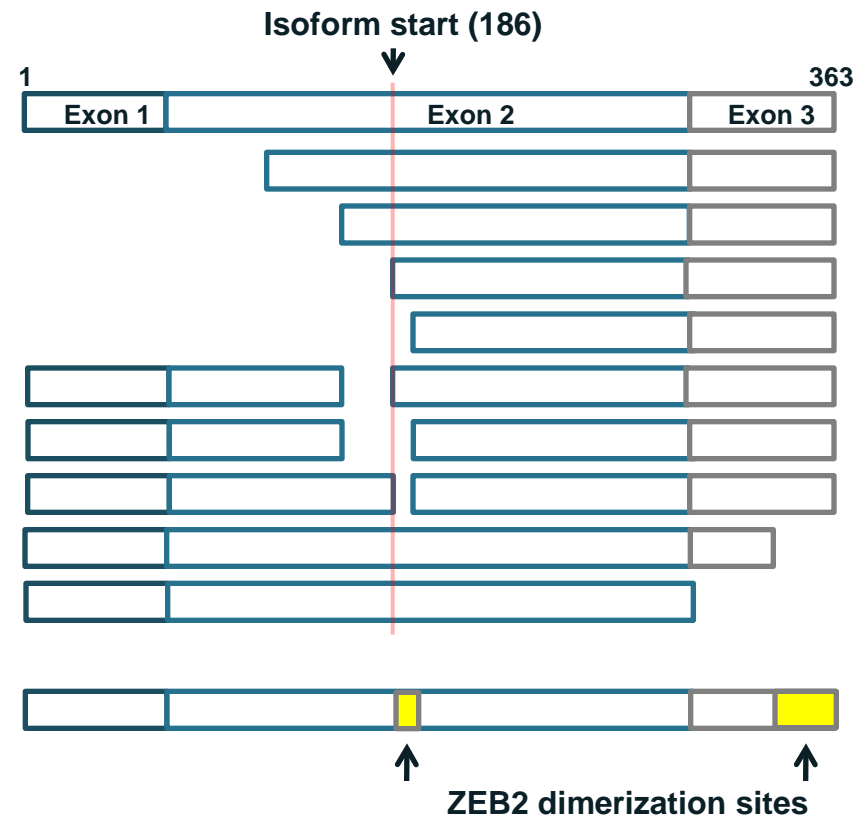 Isoform start (186)
1 363
Exon 1 Exon 2 Exon 3
ZEB2 dimerization sites